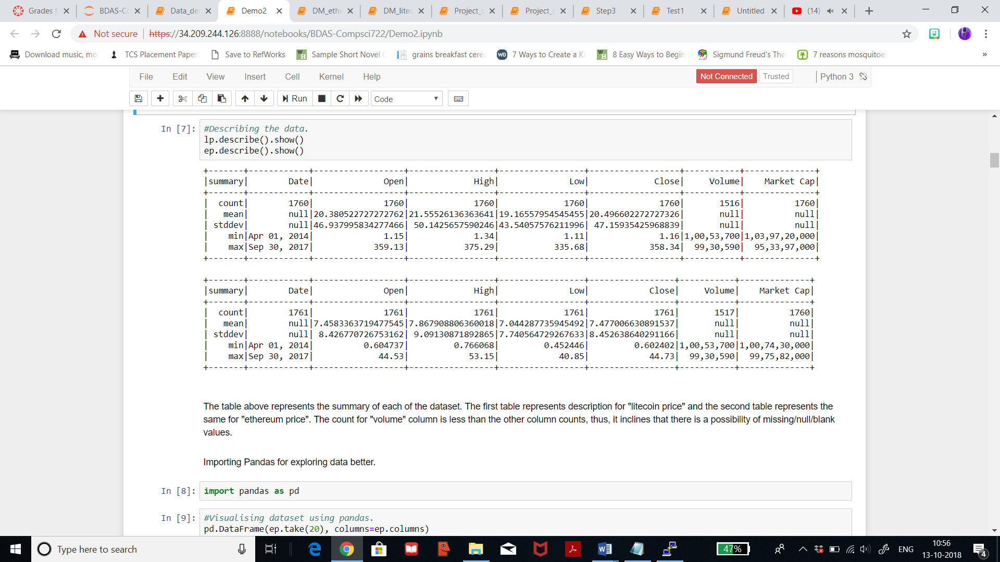 Grades f
BDAS-Co
Data_de
Demo2
DM_ethe
DM_litec
Project_c
Project_c
Step3
Test1
Untitled
(14)
Not secure | https://34.209.244.126:8888/notebooks/BDAS-Compsci722/Demo2.ipynb
Download music, mo
TCS Placement Paper
Save to RefWorks
Sample Short Novel
grains breakfast cere
7 Ways to Create a Ki
8 Easy Ways to Begin
Sigmund Freud's The
7 reasons mosquitoe
»
File Edit View Insert Cell Kernel Help
Not Connected Trusted | Python 3
Run Code
In [7]: #Describing the data.
lp.describe().show()
ep.describe().show()
+-------+------------+------------------+-----------------+-----------------+-----------------+-----------+--------------+
|summary|        Date|              Open|             High|              Low|            Close|     Volume|    Market Cap|
+-------+------------+------------------+-----------------+-----------------+-----------------+-----------+--------------+
|  count|        1760|              1760|             1760|             1760|             1760|       1516|          1760|
|   mean|        null|20.380522727272762|21.55526136363641|19.16557954545455|20.496602272727326|       null|          null|
| stddev|        null|46.937995834277466| 50.1425657590246|43.54057576211996| 47.15935425968839|       null|          null|
|    min|Apr 01, 2014|              1.15|             1.34|             1.11|              1.16|1,00,53,700|1,03,97,20,000|
|    max|Sep 30, 2017|            359.13|           375.29|           335.68|            358.34|  99,30,590|  95,33,97,000|
+-------+------------+------------------+-----------------+-----------------+------------------+-----------+--------------+
+-------+------------+------------------+-----------------+-----------------+-----------------+-----------+--------------+
|summary|        Date|              Open|             High|              Low|            Close|     Volume|    Market Cap|
+-------+------------+------------------+-----------------+-----------------+-----------------+-----------+--------------+
|  count|        1761|              1761|             1761|             1761|             1761|       1517|          1760|
|   mean|        null|7.4583363719477545|7.867908806360018|7.044287735945492|7.477006630891537|       null|          null|
| stddev|        null| 8.426770726753162| 9.09130871892865|7.740564729267633|8.452638640291166|       null|          null|
|    min|Apr 01, 2014|          0.604737|         0.766068|         0.452446|         0.602402|1,00,53,700|1,00,74,30,000|
|    max|Sep 30, 2017|             44.53|            53.15|            40.85|            44.73|  99,30,590|  99,75,82,000|
+-------+------------+------------------+-----------------+-----------------+-----------------+-----------+--------------+
The table above represents the summary of each of the dataset. The first table represents description for "litecoin price" and the second table represents the
same for "ethereum price". The count for "volume" column is less than the other column counts, thus, it inclines that there is a possibility of missing/null/blank
values.
Importing Pandas for exploring data better.
In [8]: import pandas as pd
In [9]: #Visualising dataset using pandas.
pd.DataFrame(ep.take(20), columns=ep.columns)
Type here to search
47%
ENG
10:56
13-10-2018
4